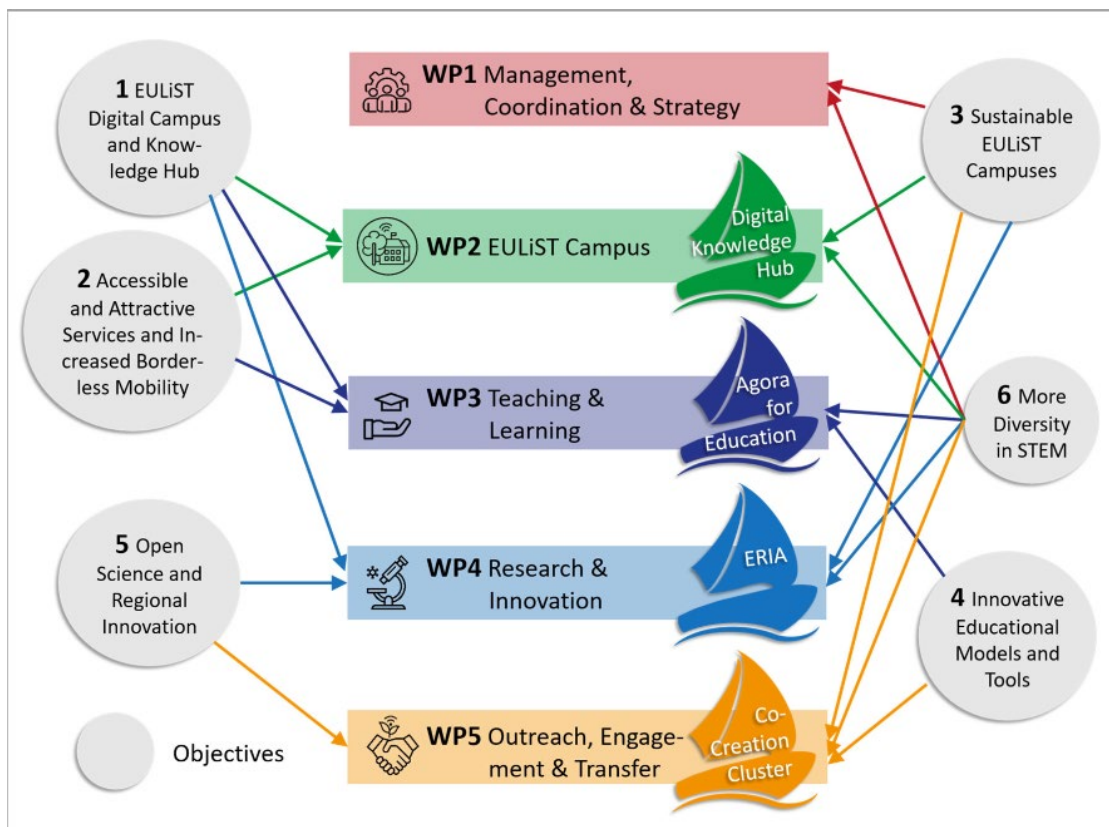 1 EULiST
Digital Campus
and Know-
ledge Hub
2 Accessible
and Attractive
Services and In-
creased Border-
less Mobility
5 Open
Science and
Regional
Innovation
Objectives
WP1 Management,
Coordination & Strategy
WP2 EULiST Campus
Digital
Knowledge
Hub
WP3 Teaching &
Learning
Agora
for
Education
WP4 Research &
Innovation
ERIA
WP5 Outreach, Engage-
ment & Transfer
Co-
Creation
Cluster
3 Sustainable
EULiST
Campuses
6 More
Diversity
in STEM
4 Innovative
Educational
Models and
Tools